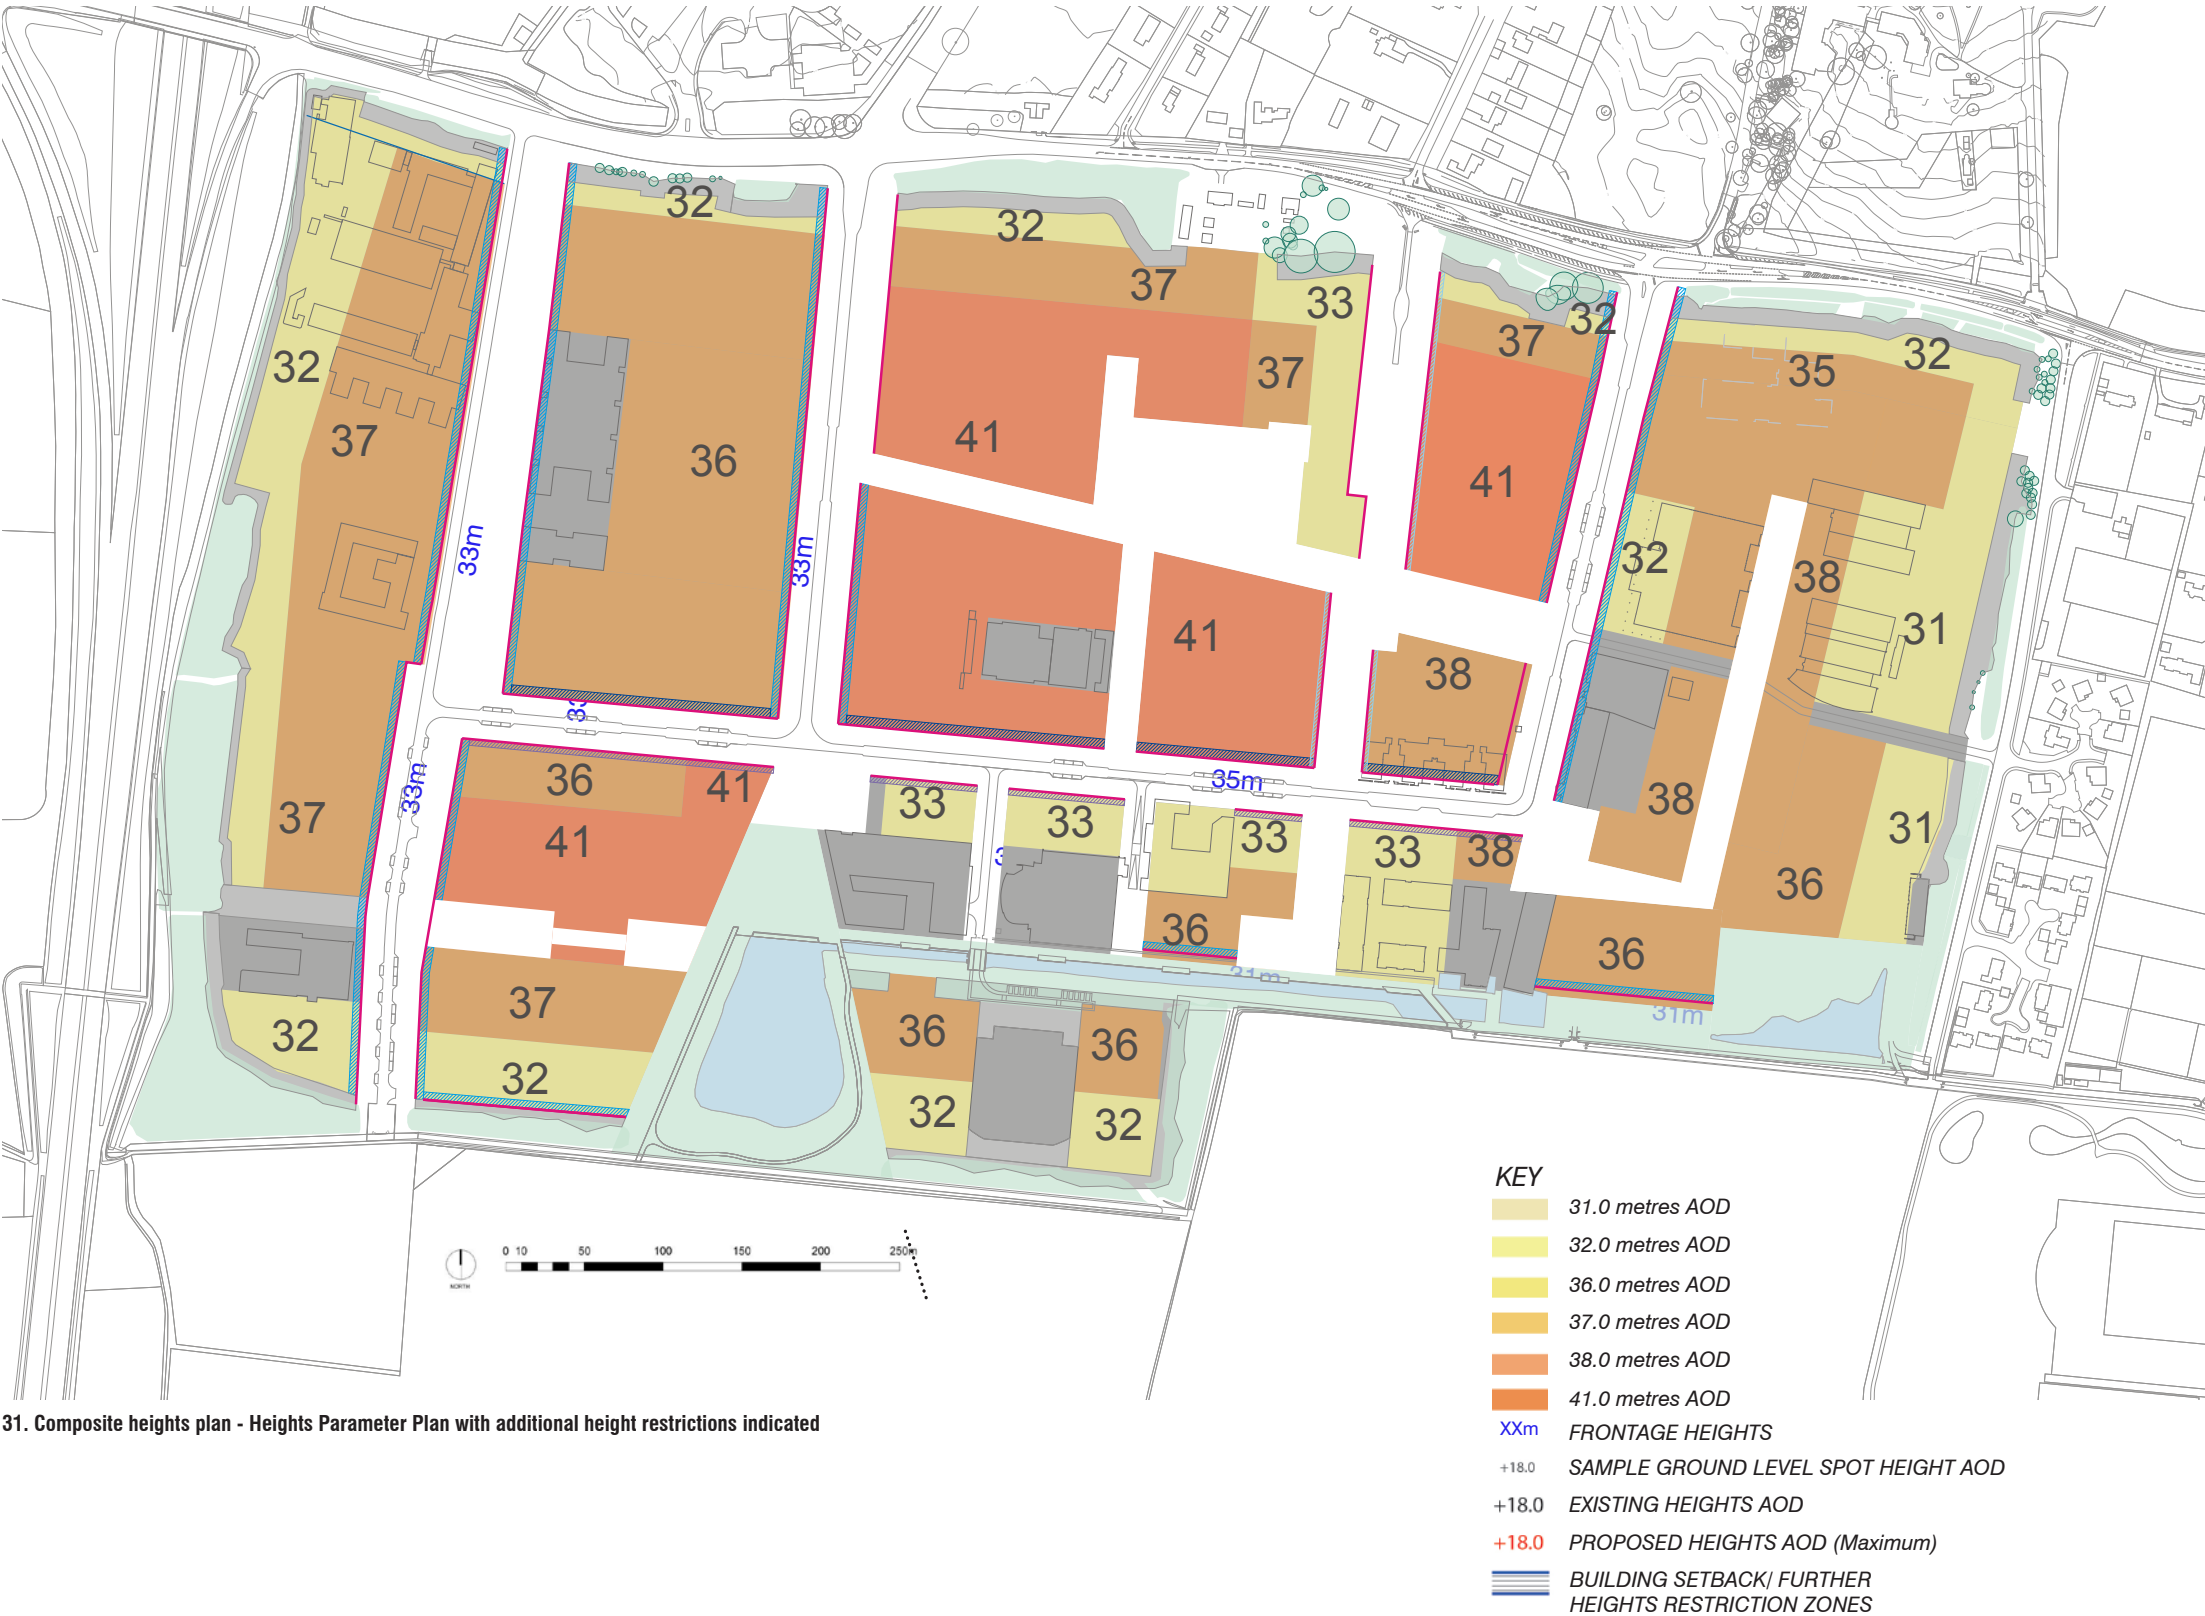 32
32
32
37
33
37
32
37
32
35
32
37
36
41
41
32
38
31
33m
33m
41
38
33m
33m
36
41
41
35m
33
33
33
33
38
38
31
37
36
36
36
37
31m
31m
32
32
36
36
32
32
NORTH
0 10 50 100 150 200 250m
KEY
31.0 metres AOD
32.0 metres AOD
36.0 metres AOD
37.0 metres AOD
38.0 metres AOD
41.0 metres AOD
XXm FRONTAGE HEIGHTS
+18.0 SAMPLE GROUND LEVEL SPOT HEIGHT AOD
+18.0 EXISTING HEIGHTS AOD
+18.0 PROPOSED HEIGHTS AOD (Maximum)
BUILDING SETBACK/ FURTHER
HEIGHTS RESTRICTION ZONES
31. Composite heights plan - Heights Parameter Plan with additional height restrictions indicated